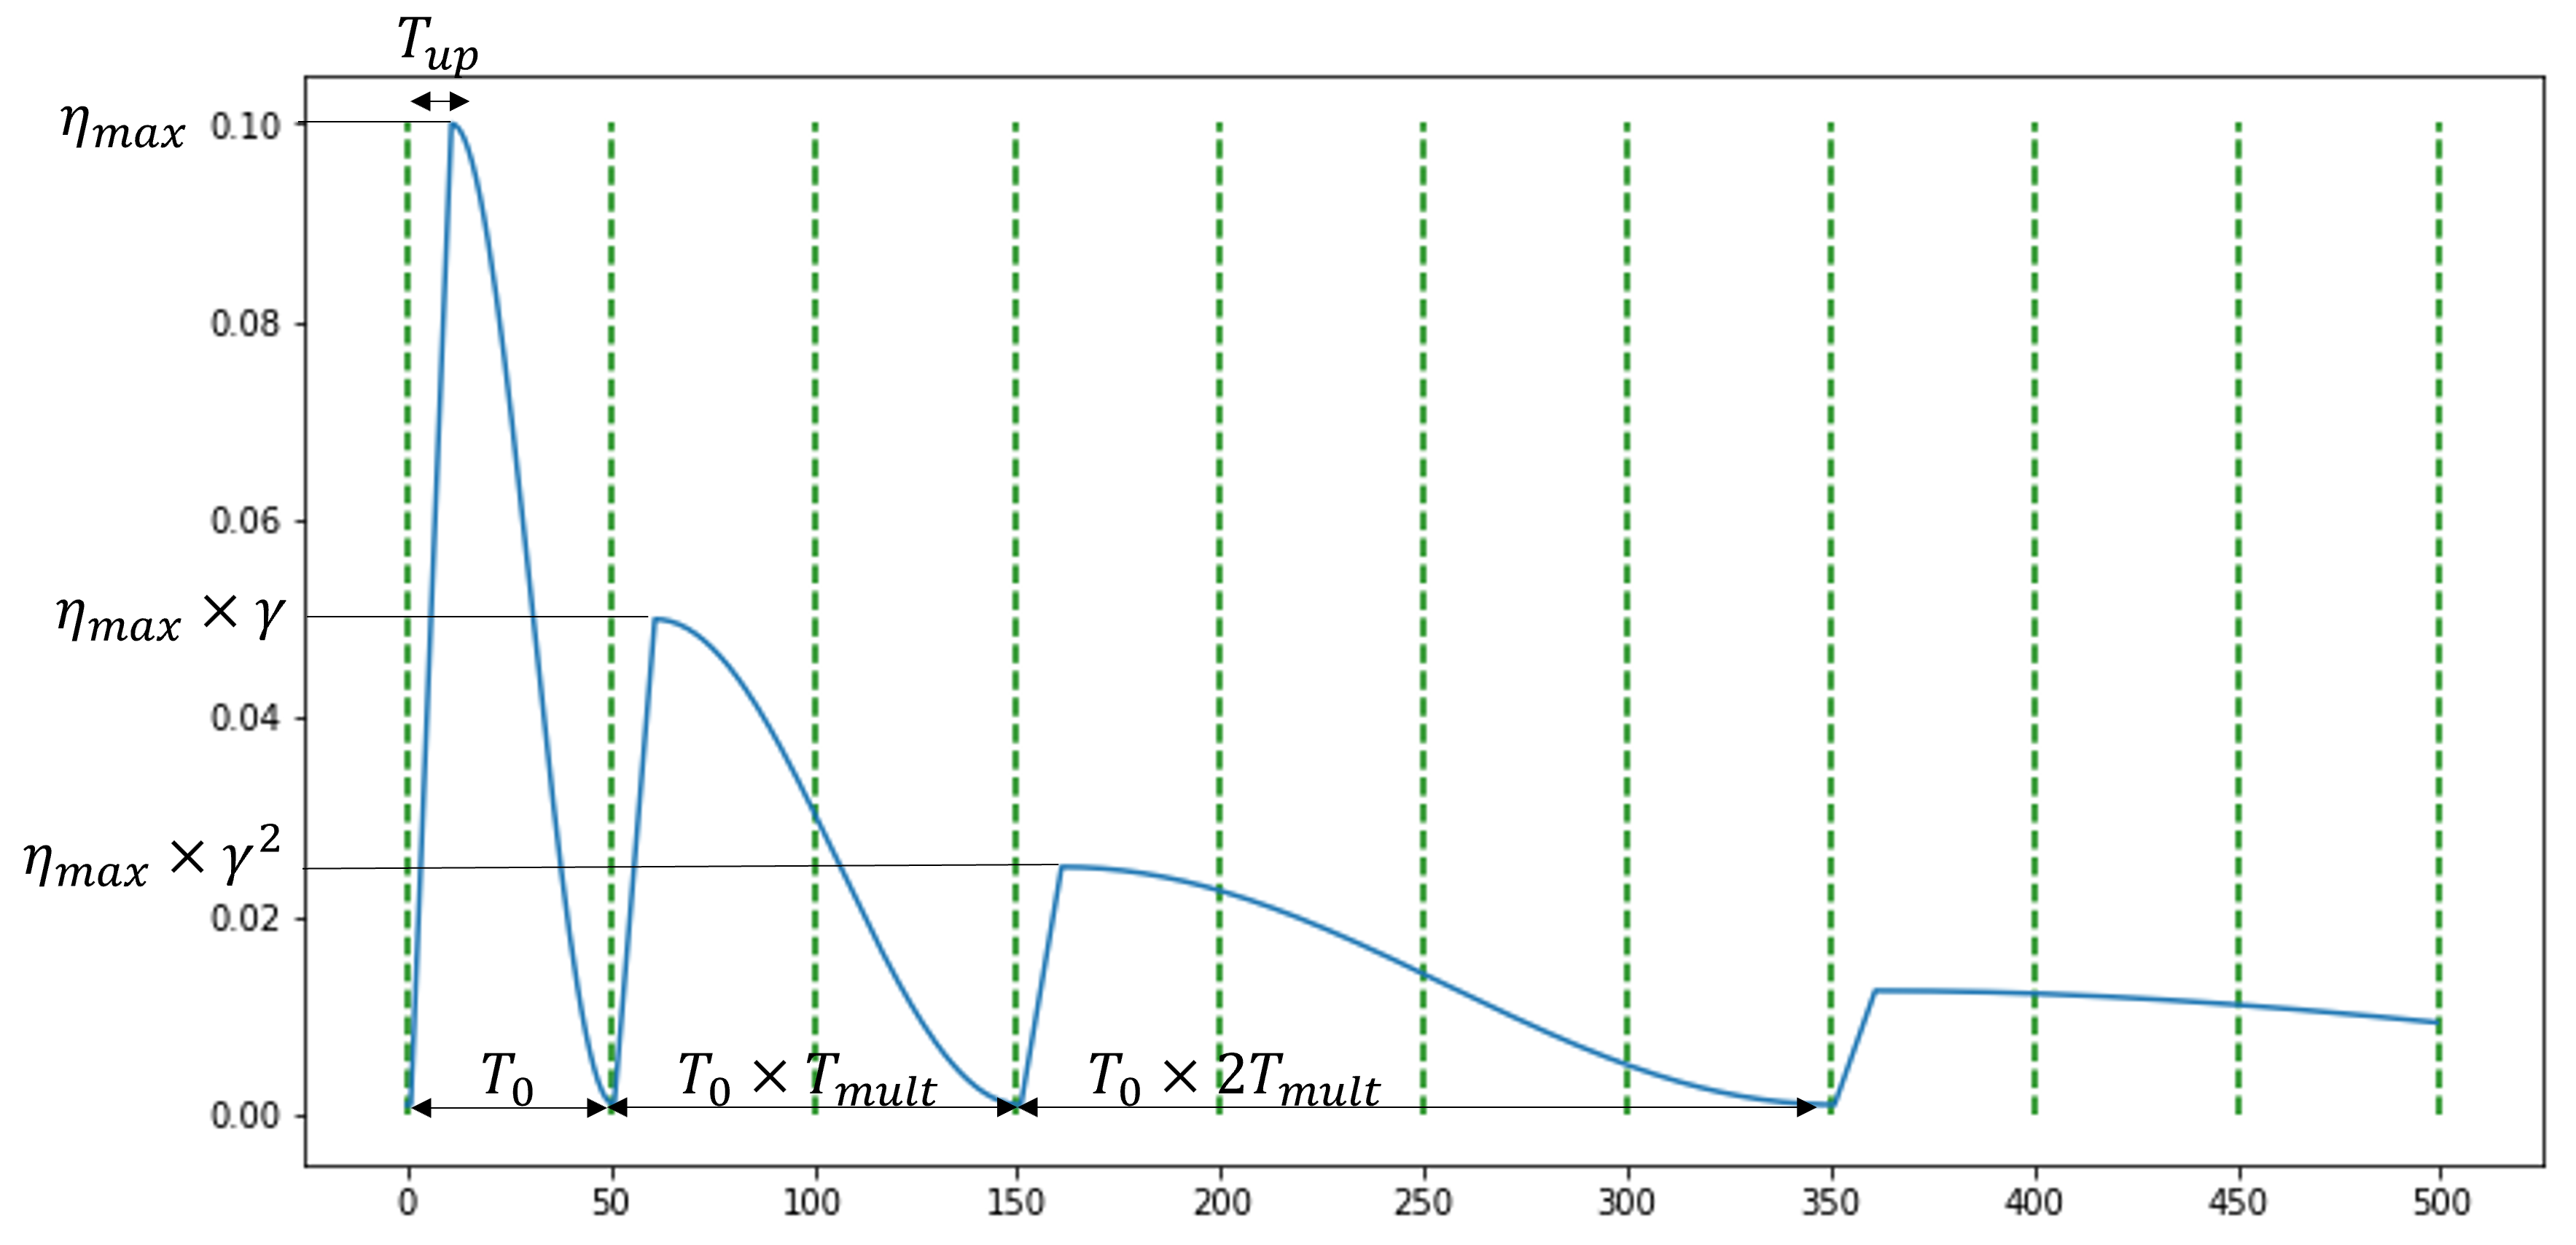 T_up
η_max 0.10
0.08
0.06
η_max × γ
0.04
η_max × γ²
0.02
T_0 T_0 × T_mult T_0 × 2T_mult
0.00
0 50 100 150 200 250 300 350 400 450 500